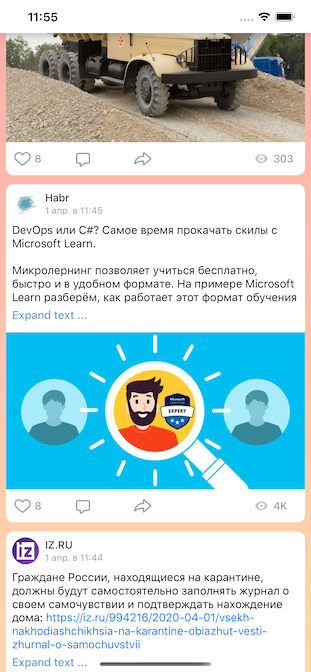 11:55
8
303
Habr
1 апр. в 11:45
DevOps или C#? Самое время прокачать скилы с
Microsoft Learn.
Микролернинг позволяет учиться бесплатно,
быстро и в удобном формате. На примере Microsoft
Learn разберём, как работает этот формат обучения
Expand text ...
Microsoft
CERTIFIED
EXPERT
8
4K
IZ
IZ.RU
1 апр. в 11:44
Граждане России, находящиеся на карантине,
должны будут самостоятельно заполнять журнал о
своем самочувствии и подтверждать нахождение
дома: https://iz.ru/994216/2020-04-01/vsekh-
nakhodiashchikhsia-na-karantine-obiazhut-vesti-
zhurnal-o-samochuvstvii
Expand text ...